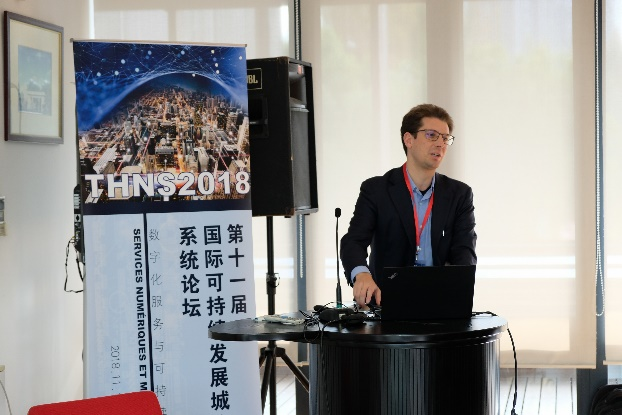 THNS2018
第十一届
国际可持续发展城
系统论坛
数字化服务与可持
SERVICES NUMÉRIQUES ET M
2018.11.